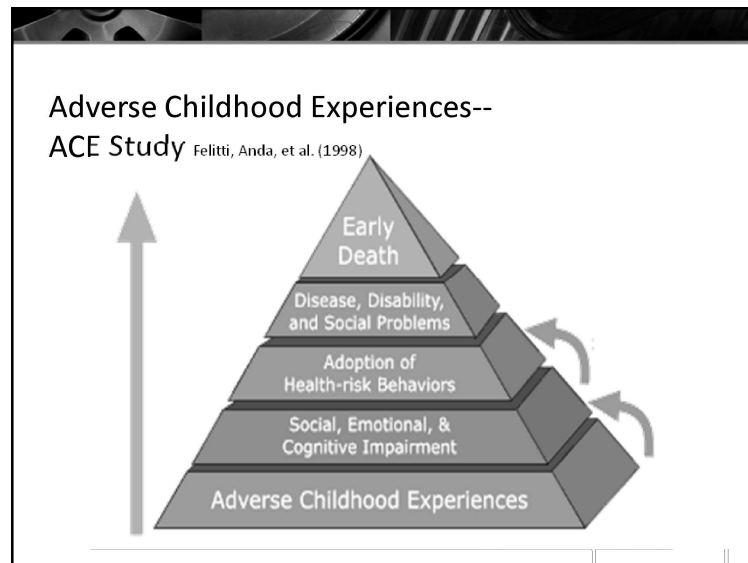 Adverse Childhood Experiences--
ACE Study Felitti, Anda, et al. (1998)
Early
Death
Disease, Disability,
and Social Problems
Adoption of
Health-risk Behaviors
Social, Emotional, &
Cognitive Impairment
Adverse Childhood Experiences